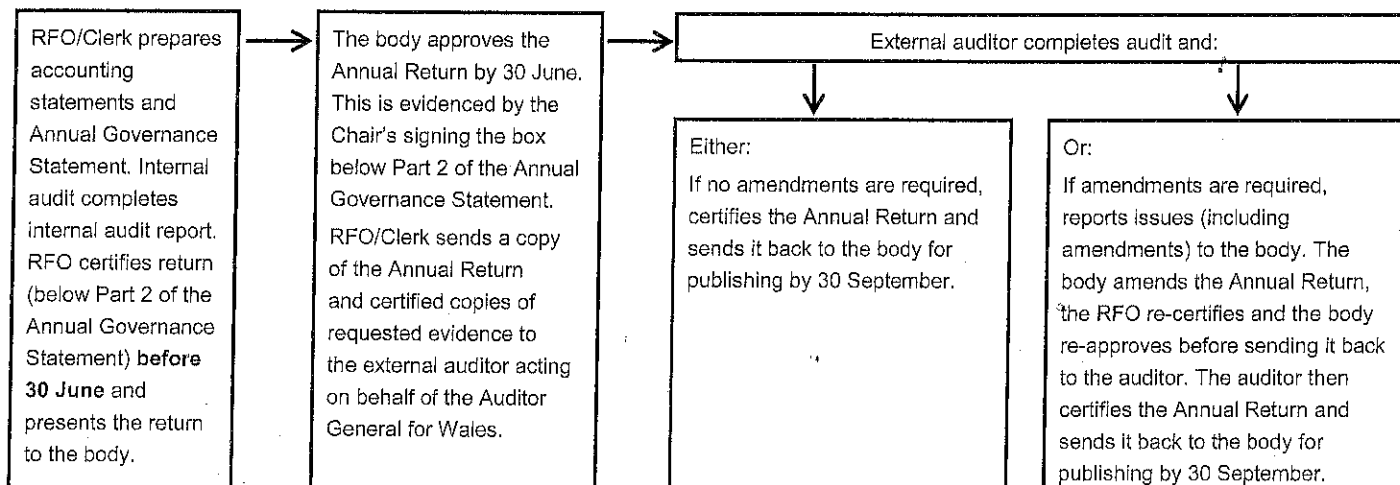 RFO/Clerk prepares
accounting
statements and
Annual Governance
Statement. Internal
audit completes
internal audit report.
RFO certifies return
(below Part 2 of the
Annual Governance
Statement) before
30 June and
presents the return
to the body.
The body approves the
Annual Return by 30 June.
This is evidenced by the
Chair's signing the box
below Part 2 of the Annual
Governance Statement.
RFO/Clerk sends a copy
of the Annual Return
and certified copies of
requested evidence to
the external auditor acting
on behalf of the Auditor
General for Wales.
External auditor completes audit and:
Either:
If no amendments are required,
certifies the Annual Return and
sends it back to the body for
publishing by 30 September.
Or:
If amendments are required,
reports issues (including
amendments) to the body. The
body amends the Annual Return,
the RFO re-certifies and the body
re-approves before sending it back
to the auditor. The auditor then
certifies the Annual Return and
sends it back to the body for
publishing by 30 September.